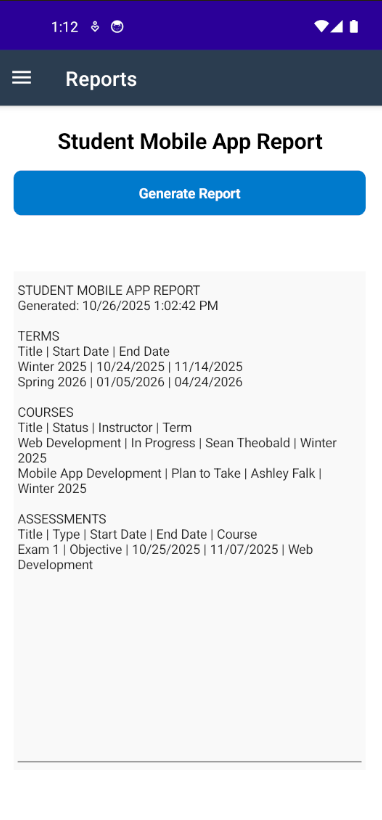 1:12
Reports
Student Mobile App Report
Generate Report
STUDENT MOBILE APP REPORT
Generated: 10/26/2025 1:02:42 PM
TERMS
Title | Start Date | End Date
Winter 2025 | 10/24/2025 | 11/14/2025
Spring 2026 | 01/05/2026 | 04/24/2026
COURSES
Title | Status | Instructor | Term
Web Development | In Progress | Sean Theobald | Winter
2025
Mobile App Development | Plan to Take | Ashley Falk |
Winter 2025
ASSESSMENTS
Title | Type | Start Date | End Date | Course
Exam 1 | Objective | 10/25/2025 | 11/07/2025 | Web
Development